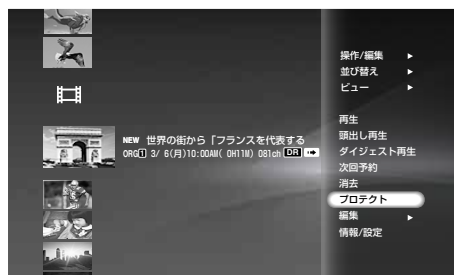 NEW 世界の街から「フランスを代表する
ORG1 3/ 6(月)10:00AM( 0H11M) 081ch DR
操作/編集
並び替え
ビュー
再生
頭出し再生
ダイジェスト再生
次回予約
消去
プロテクト
編集
情報/設定